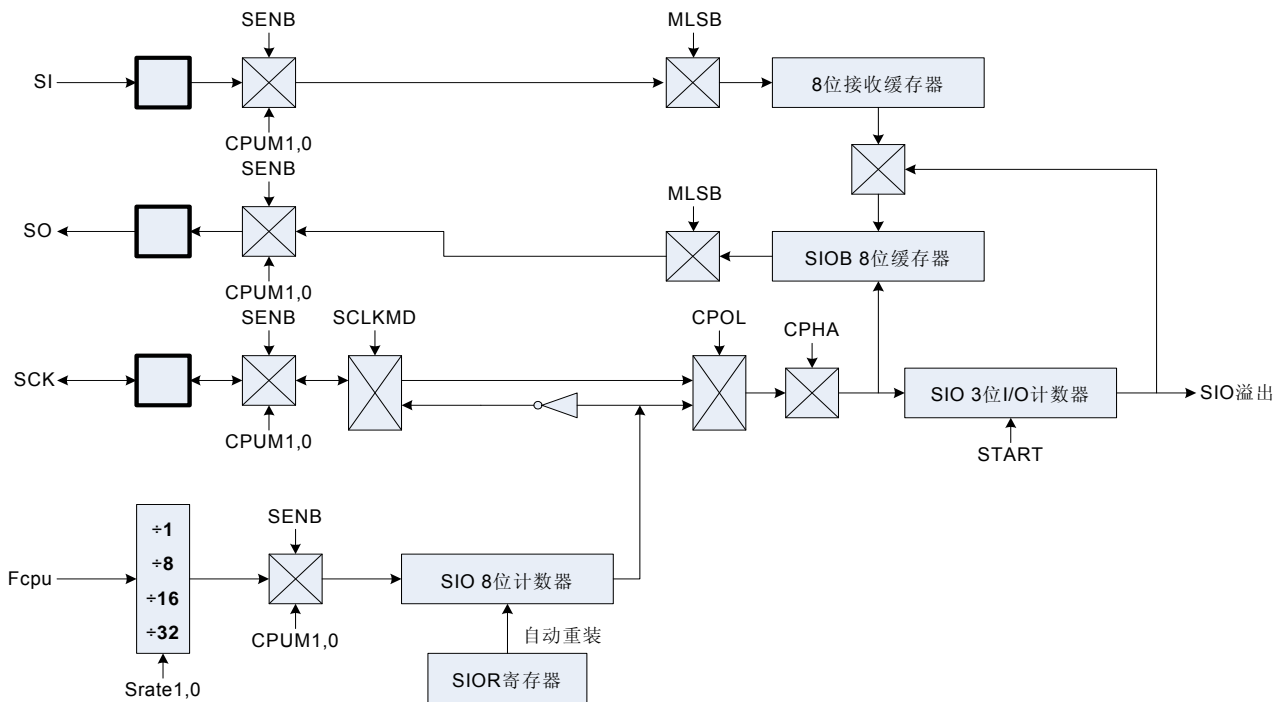 SENB
MLSB
SI
8位接收缓存器
CPUM1,0
SENB
MLSB
SO
SIOB 8位缓存器
CPUM1,0
SENB
SCLKMD
CPOL
CPHA
SCK
SIO 3位I/O计数器
SIO溢出
CPUM1,0
START
÷1
SENB
÷8
Fcpu
SIO 8位计数器
÷16
÷32
CPUM1,0
自动重装
SIOR寄存器
Srate1,0